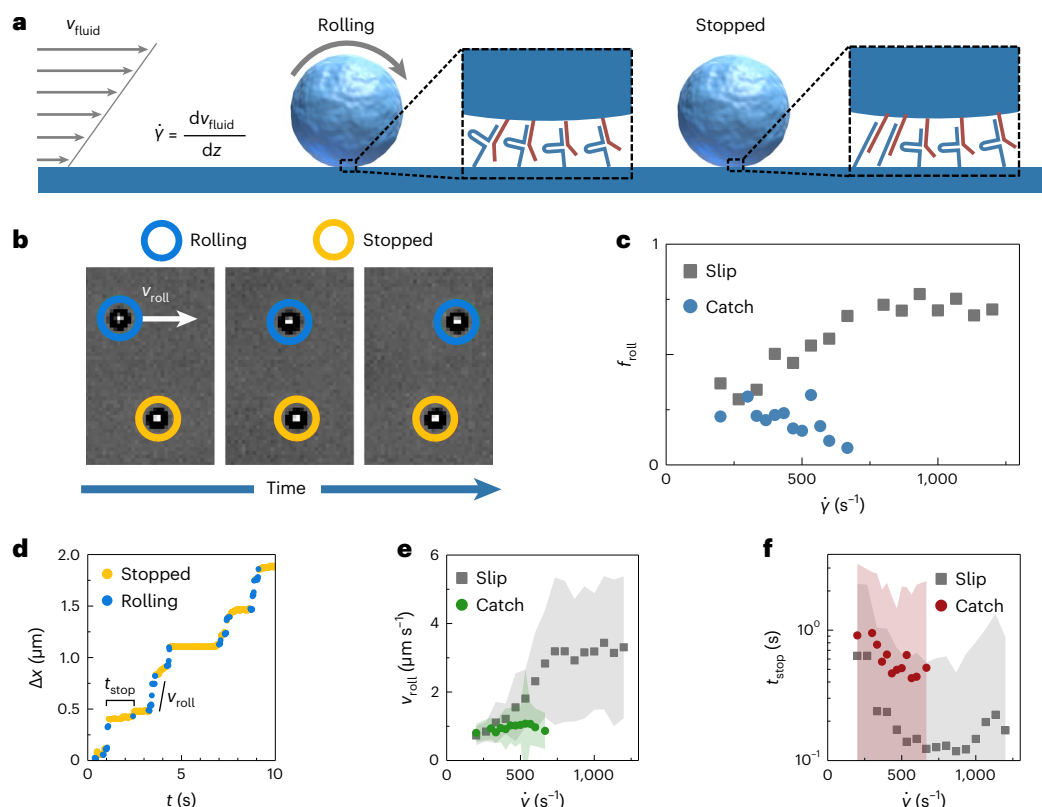 a
v_fluid
γ̇ = dv_fluid / dz
Rolling
Stopped
b
Rolling
Stopped
v_roll
Time
c
Slip
Catch
f_roll
1
0
0
500
1,000
γ̇ (s⁻¹)
d
Stopped
Rolling
t_stop
v_roll
Δx (μm)
2.0
1.5
1.0
0.5
0
0
5
10
t (s)
e
Slip
Catch
v_roll (μm s⁻¹)
6
4
2
0
0
500
1,000
γ̇ (s⁻¹)
f
Slip
Catch
t_stop (s)
10⁰
10⁻¹
0
500
1,000
γ̇ (s⁻¹)